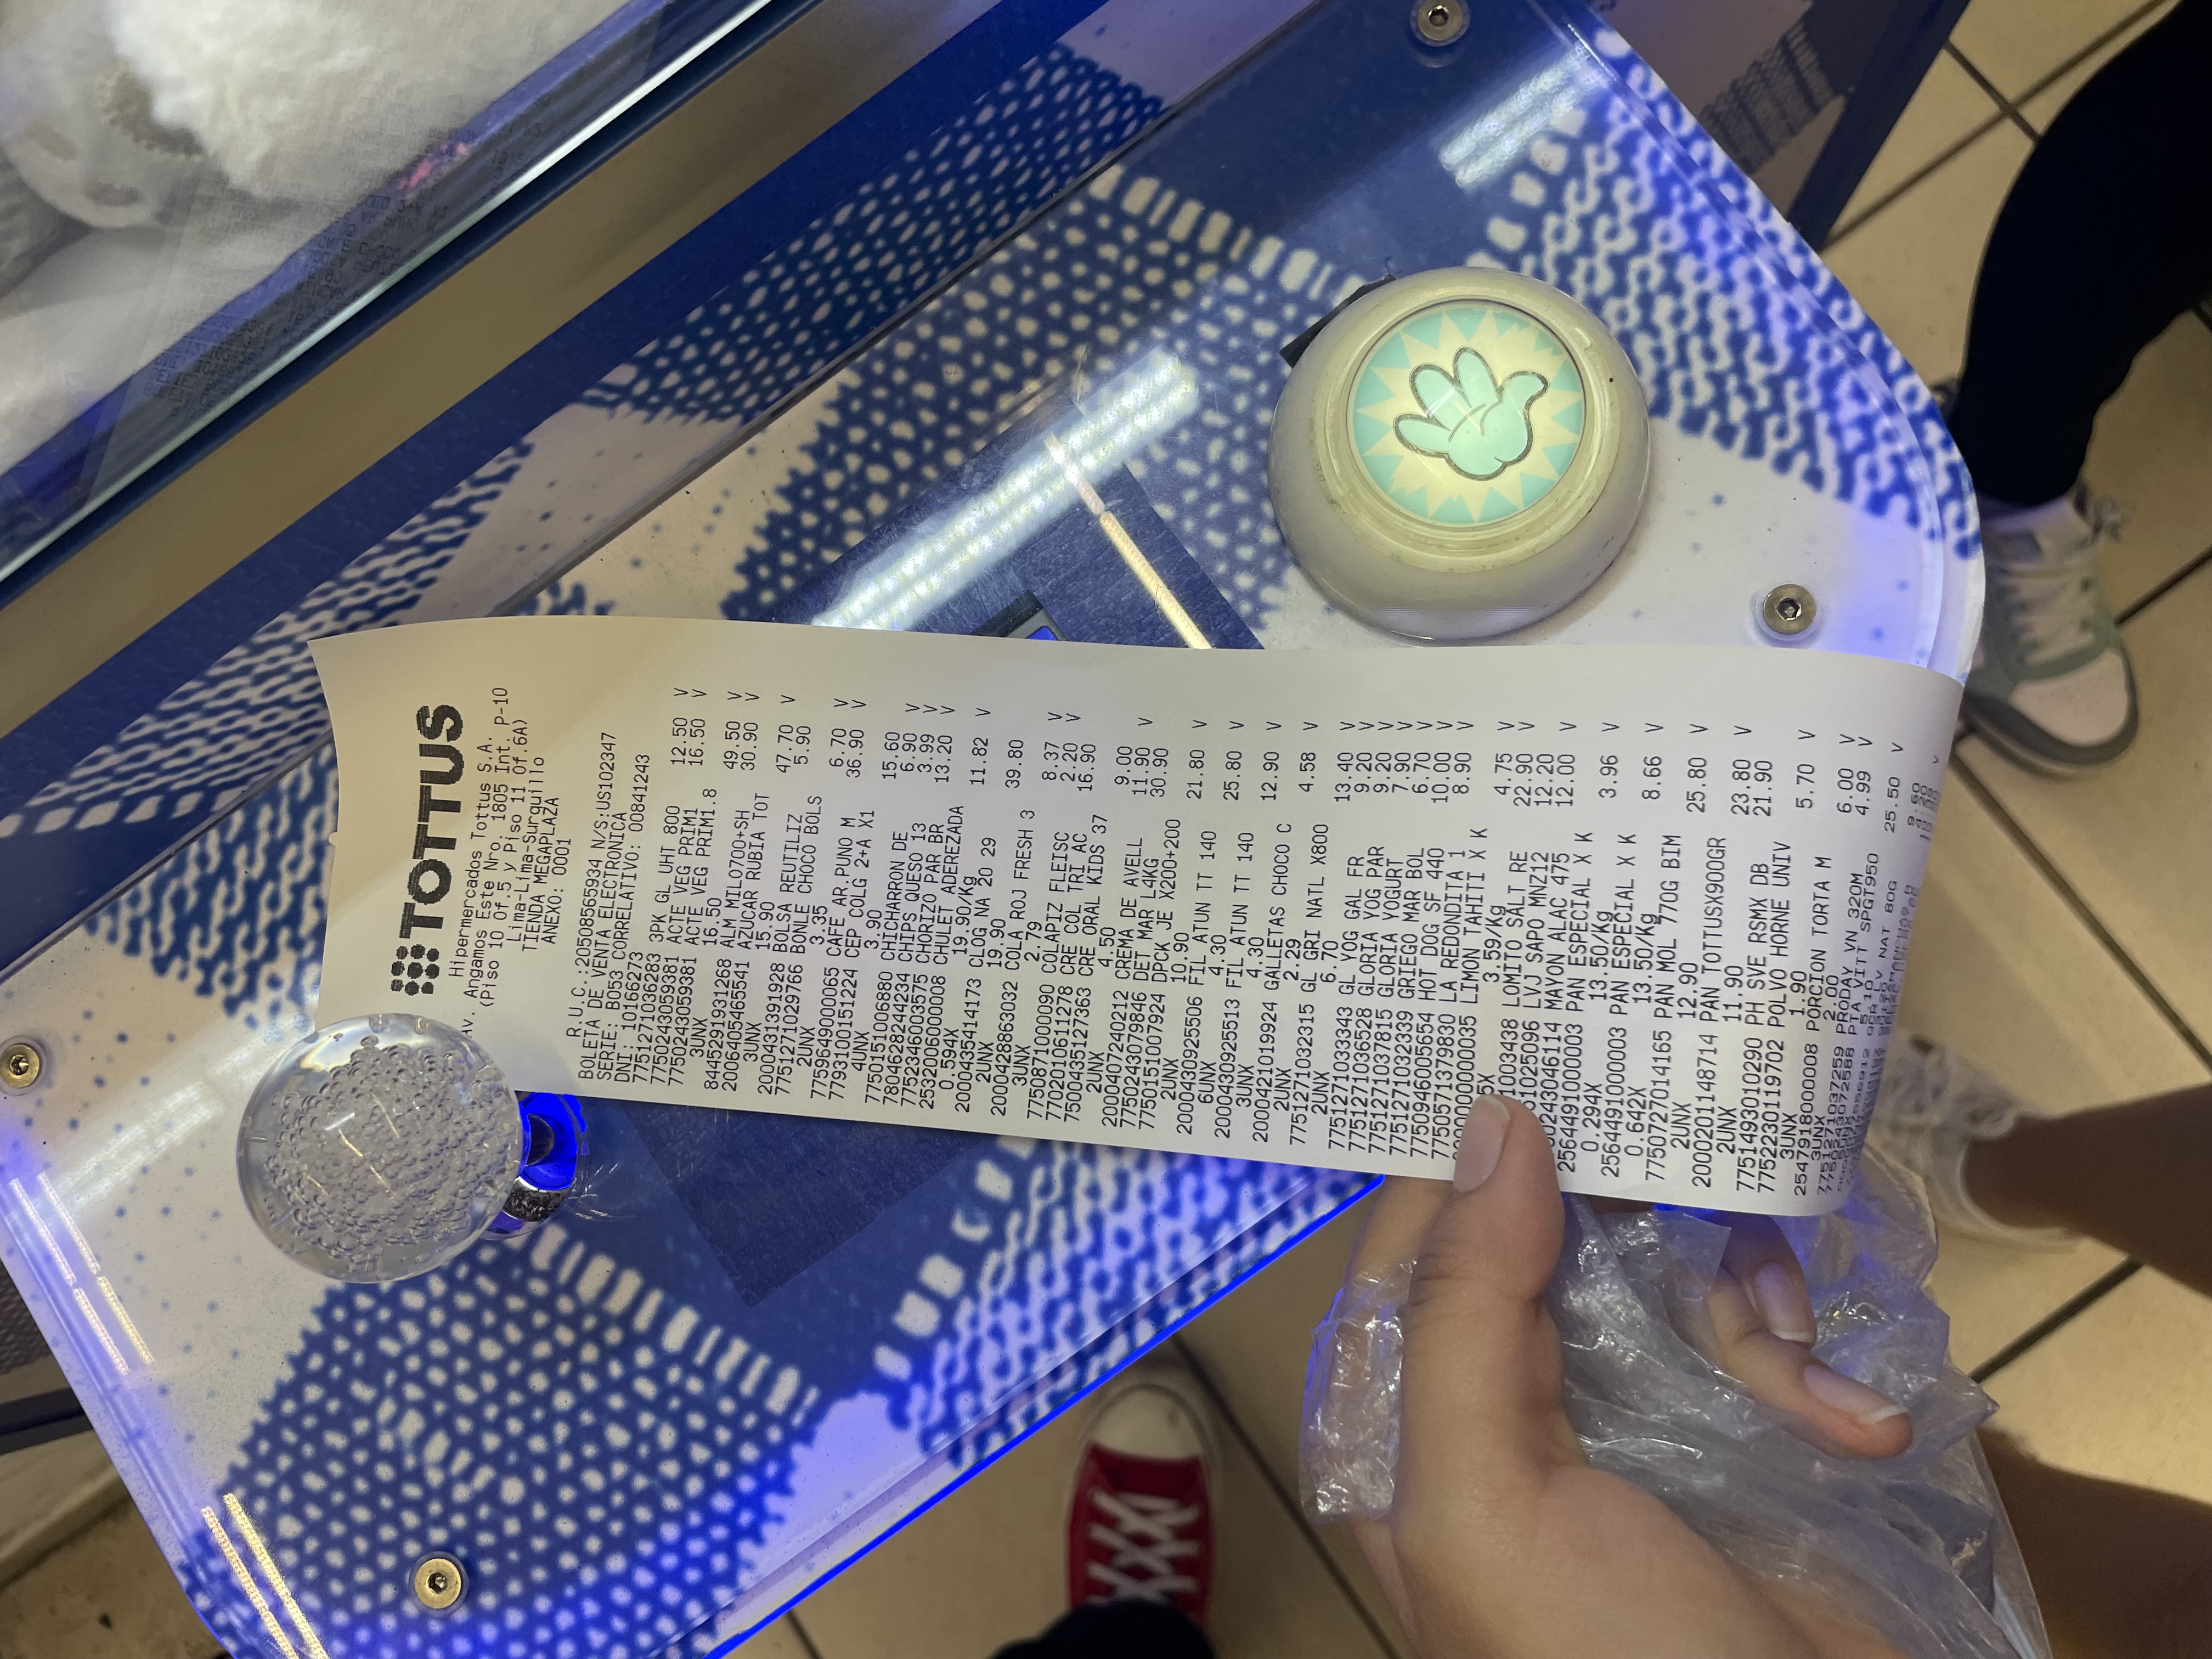 TOTTUS
Hipermercados Tottus S.A.
Av. Angamos Este Nro. 1805 Int. P-10
(Piso 10 Of.5 y Piso 11 Of.6A)
Lima-Lima-Surquillo
TIENDA MEGAPLAZA
ANEXO: 0001
R.U.C.:20508565934 N/S:US102347
BOLETA DE VENTA ELECTRONICA
SERIE: B053 CORRELATIVO: 00841243
DNI: 10166273
7751271036283 3PK GL UHT 800 12.50 V
7750243059381 ACTE VEG PRIM1 16.50 V
7750243059381 ACTE VEG PRIM1.8
3UNX 16.50 49.50 V
8445291931268 ALM MILO700+SH 30.90 V
2006405465541 AZUCAR RUBIA TOT
3UNX 15.90 47.70 V
2000431391928 BOLSA REUTILIZ 5.90
7751271029766 BONLE CHOCO BOLS
2UNX 3.35 6.70 V
7759649000065 CAFE AR.PUNO M 36.90 V
7793100151224 CEP COLG 2+A X1
4UNX 3.90 15.60
7750151006880 CHICHARRON DE 6.90 V
7804628244234 CHIPS QUESO 13 3.99 V
7752346003575 CHORIZO PAR BR 13.20 V
2532006000008 CHULET ADEREZADA
0.594X 19.90/Kg 11.82 V
2000435414173 CLOG NA 20 29
2UNX 19.90 39.80
2000428863032 COLA ROJ FRESH 3
3UNX 2.79 8.37 V
7750871000090 COLAPIZ FLEISC 2.20 V
7702010611278 CRE COL TRI AC 16.90
7500435127363 CRE ORAL KIDS 37
2UNX 4.50 9.00
2000407240212 CREMA DE AVELL 11.90 V
7750243079846 DET MAR L4KG 30.90
7750151007924 DPCK JE X200+200
2UNX 10.90 21.80 V
2000430925506 FIL ATUN TT 140
6UNX 4.30 25.80 V
2000430925513 FIL ATUN TT 140
3UNX 4.30 12.90 V
2000421019924 GALLETAS CHOCO C
2UNX 2.29 4.58 V
7751271032315 GL GRI NATL X800
2UNX 6.70 13.40 V
7751271033343 GL YOG GAL FR 9.20 V
7751271036528 GLORIA YOG PAR 9.20 V
7751271037815 GLORIA YOGURT 7.90 V
7751271032339 GRIEGO MAR BOL 6.70 V
7750946005654 HOT DOG SF 440 10.00 V
7750571379830 LA REDONDITA 1 8.90 V
000000000035 LIMON TAHITI X K
5X 3.59/Kg 4.75 V
1003438 LOMITO SALT RE 22.90 V
61025096 LVJ SAPO MNZ12 12.20
0243046114 MAYON ALAC 475 12.00 V
2564491000003 PAN ESPECIAL X K
0.294X 13.50/Kg 3.96 V
2564491000003 PAN ESPECIAL X K
0.642X 13.50/Kg 8.66 V
7750727014165 PAN MOL 770G BIM
2UNX 12.90 25.80 V
2000201148714 PAN TOTTUSX900GR
2UNX 11.90 23.80 V
7751493010290 PH SVE RSMX DB 21.90
7752230119702 POLVO HORNE UNIV
3UNX 1.90 5.70 V
2547918000008 PORCION TORTA M
3UNX 2.00 6.00 V
7751271037259 PRODAY VN 320M 4.99 V
PTA VITT SPGT950
5.10 25.50 V
NAT 80G
9.60